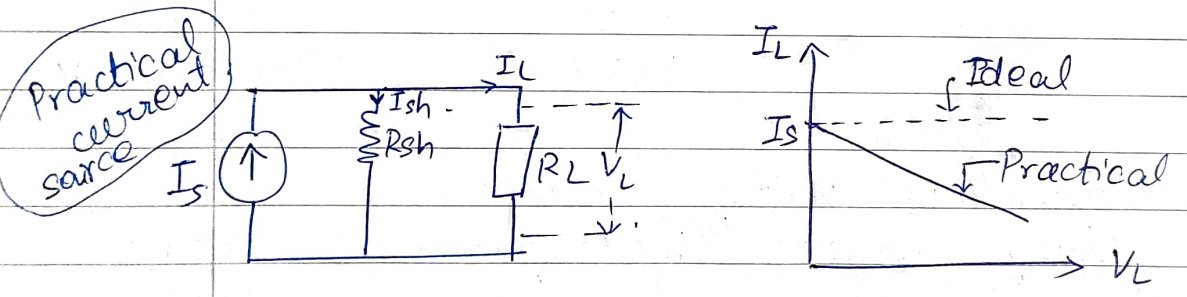 Practical
current
source
Is
Ish
Rsh
IL
RL
VL
IL
Is
Ideal
Practical
VL